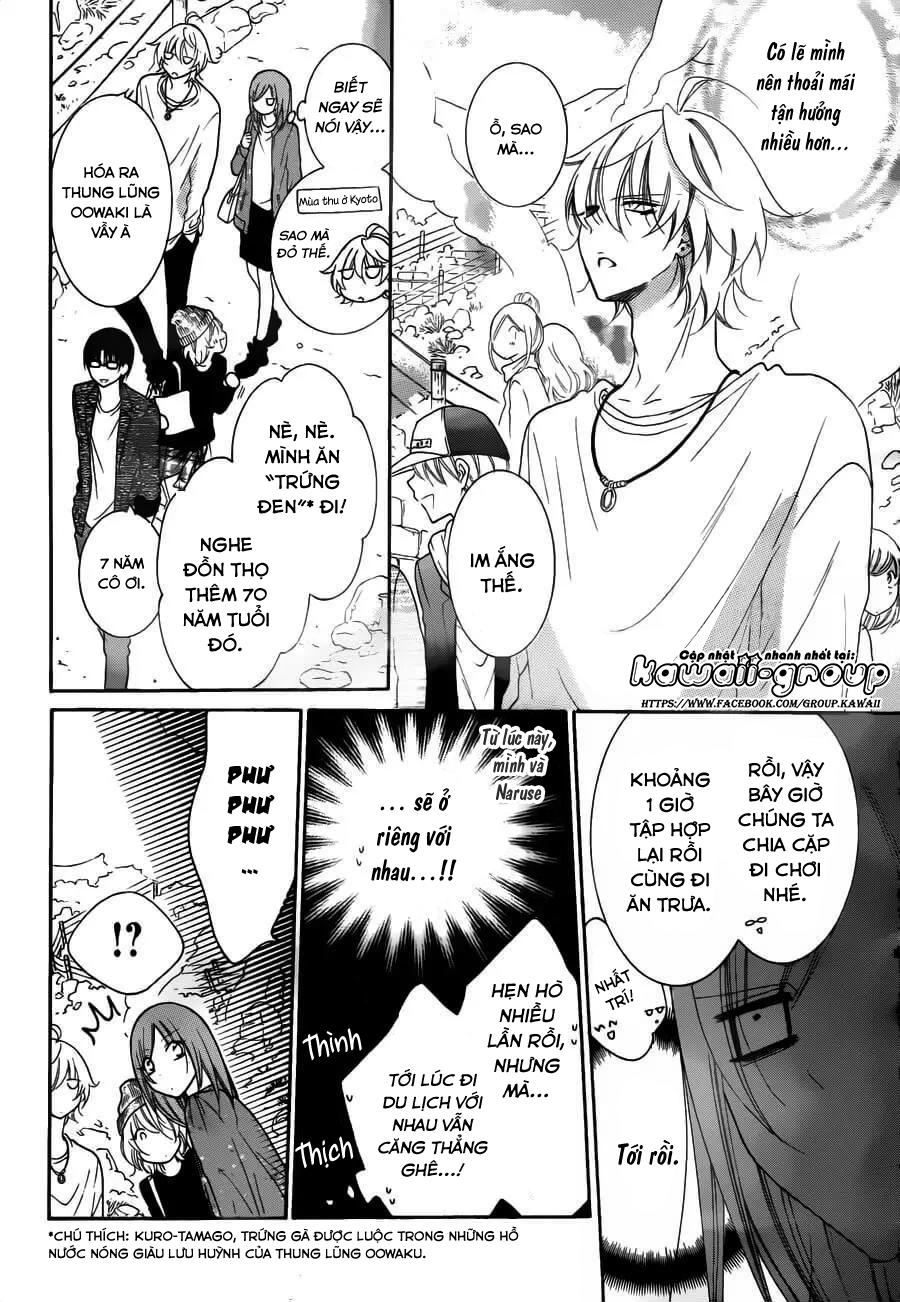 Có lẽ mình
nên thoải mái
tận hưởng
nhiều hơn...
Ồ, SAO
MÀ...
IM ẮNG
THẾ.
BIẾT
NGAY SẼ
NÓI VẬY...
Mùa thu ở Kyoto
SAO MÀ
ĐỎ THẾ.
HÓA RA
THUNG LŨNG
OOWAKI LÀ
VẦY À
NÈ, NÈ.
MÌNH ĂN
“TRỨNG
ĐEN”* ĐI!
NGHE
ĐỒN THỌ
THÊM 70
NĂM TUỔI
ĐÓ.
7 NĂM
CÔ ƠI.
Cập nhật nhanh nhất tại:
kawaii-group
HTTPS://WWW.FACEBOOK.COM/GROUP.KAWAII
RỒI, VẬY
BÂY GIỜ
CHÚNG TA
CHIA CẶP
ĐI CHƠI
NHÉ.
KHOẢNG
1 GIỜ
TẬP HỢP
LẠI RỒI
CÙNG ĐI
ĂN TRƯA.
NHẤT
TRÍ!
Tới rồi.
Từ lúc này,
mình và
Naruse
... sẽ ở
riêng với
nhau...!!
HẸN HÒ
NHIỀU
LẦN RỒI,
NHƯNG
MÀ...
TỚI LÚC ĐI
DU LỊCH VỚI
NHAU VẪN
CĂNG THẲNG
GHÊ...!
Thình
Thịch
PHƯ
PHƯ
PHƯ
...
!?
*CHÚ THÍCH: KURO-TAMAGO, TRỨNG GÀ ĐƯỢC LUỘC TRONG NHỮNG HỒ
NƯỚC NÓNG GIÀU LƯU HUỲNH CỦA THUNG LŨNG OOWAKU.